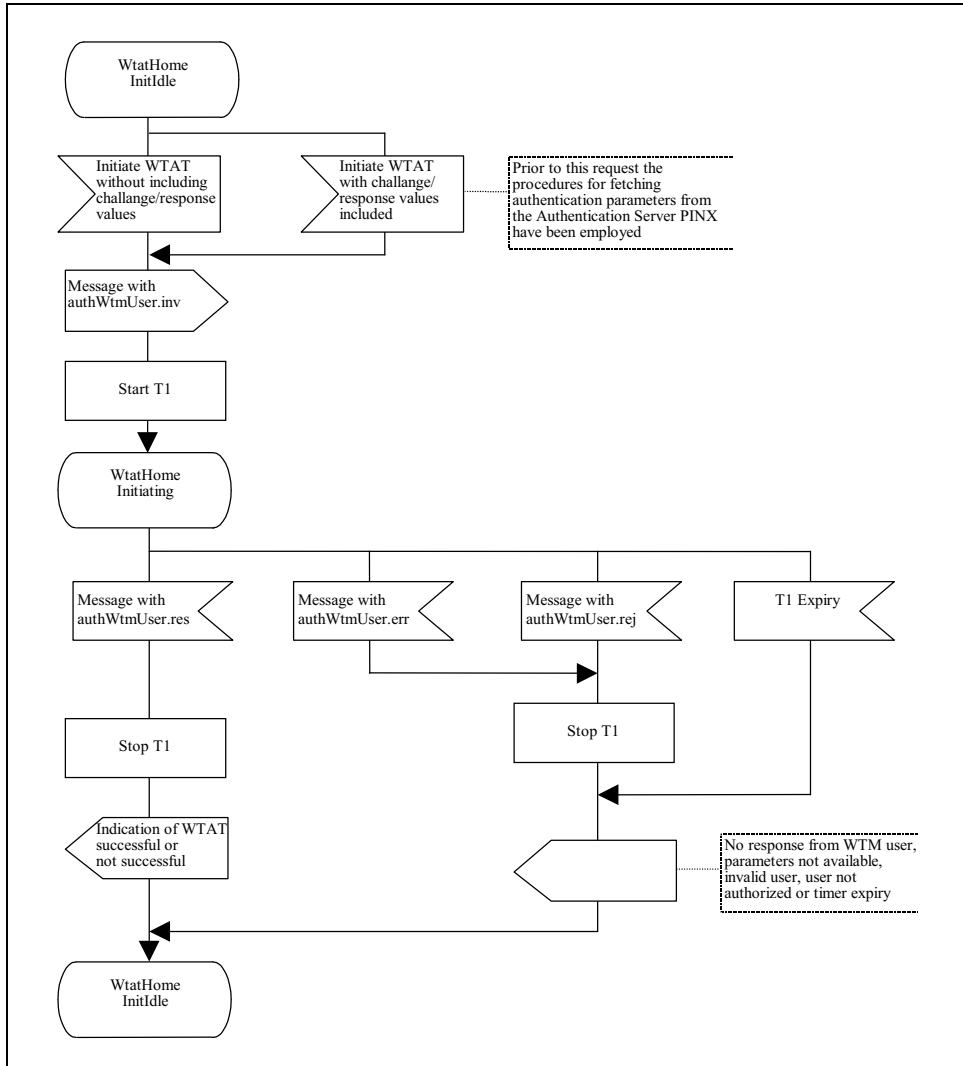 WtatHome
InitIdle
Initiate WTAT
without including
challange/response
values
Initiate WTAT
with challange/
response values
included
Prior to this request the
procedures for fetching
authentication parameters from
the Authentication Server PINX
have been employed
Message with
authWtmUser.inv
Start T1
WtatHome
Initiating
Message with
authWtmUser.res
Message with
authWtmUser.err
Message with
authWtmUser.rej
T1 Expiry
Stop T1
Stop T1
Indication of WTAT
successful or
not successful
No response from WTM user,
parameters not available,
invalid user, user not
authorized or timer expiry
WtatHome
InitIdle